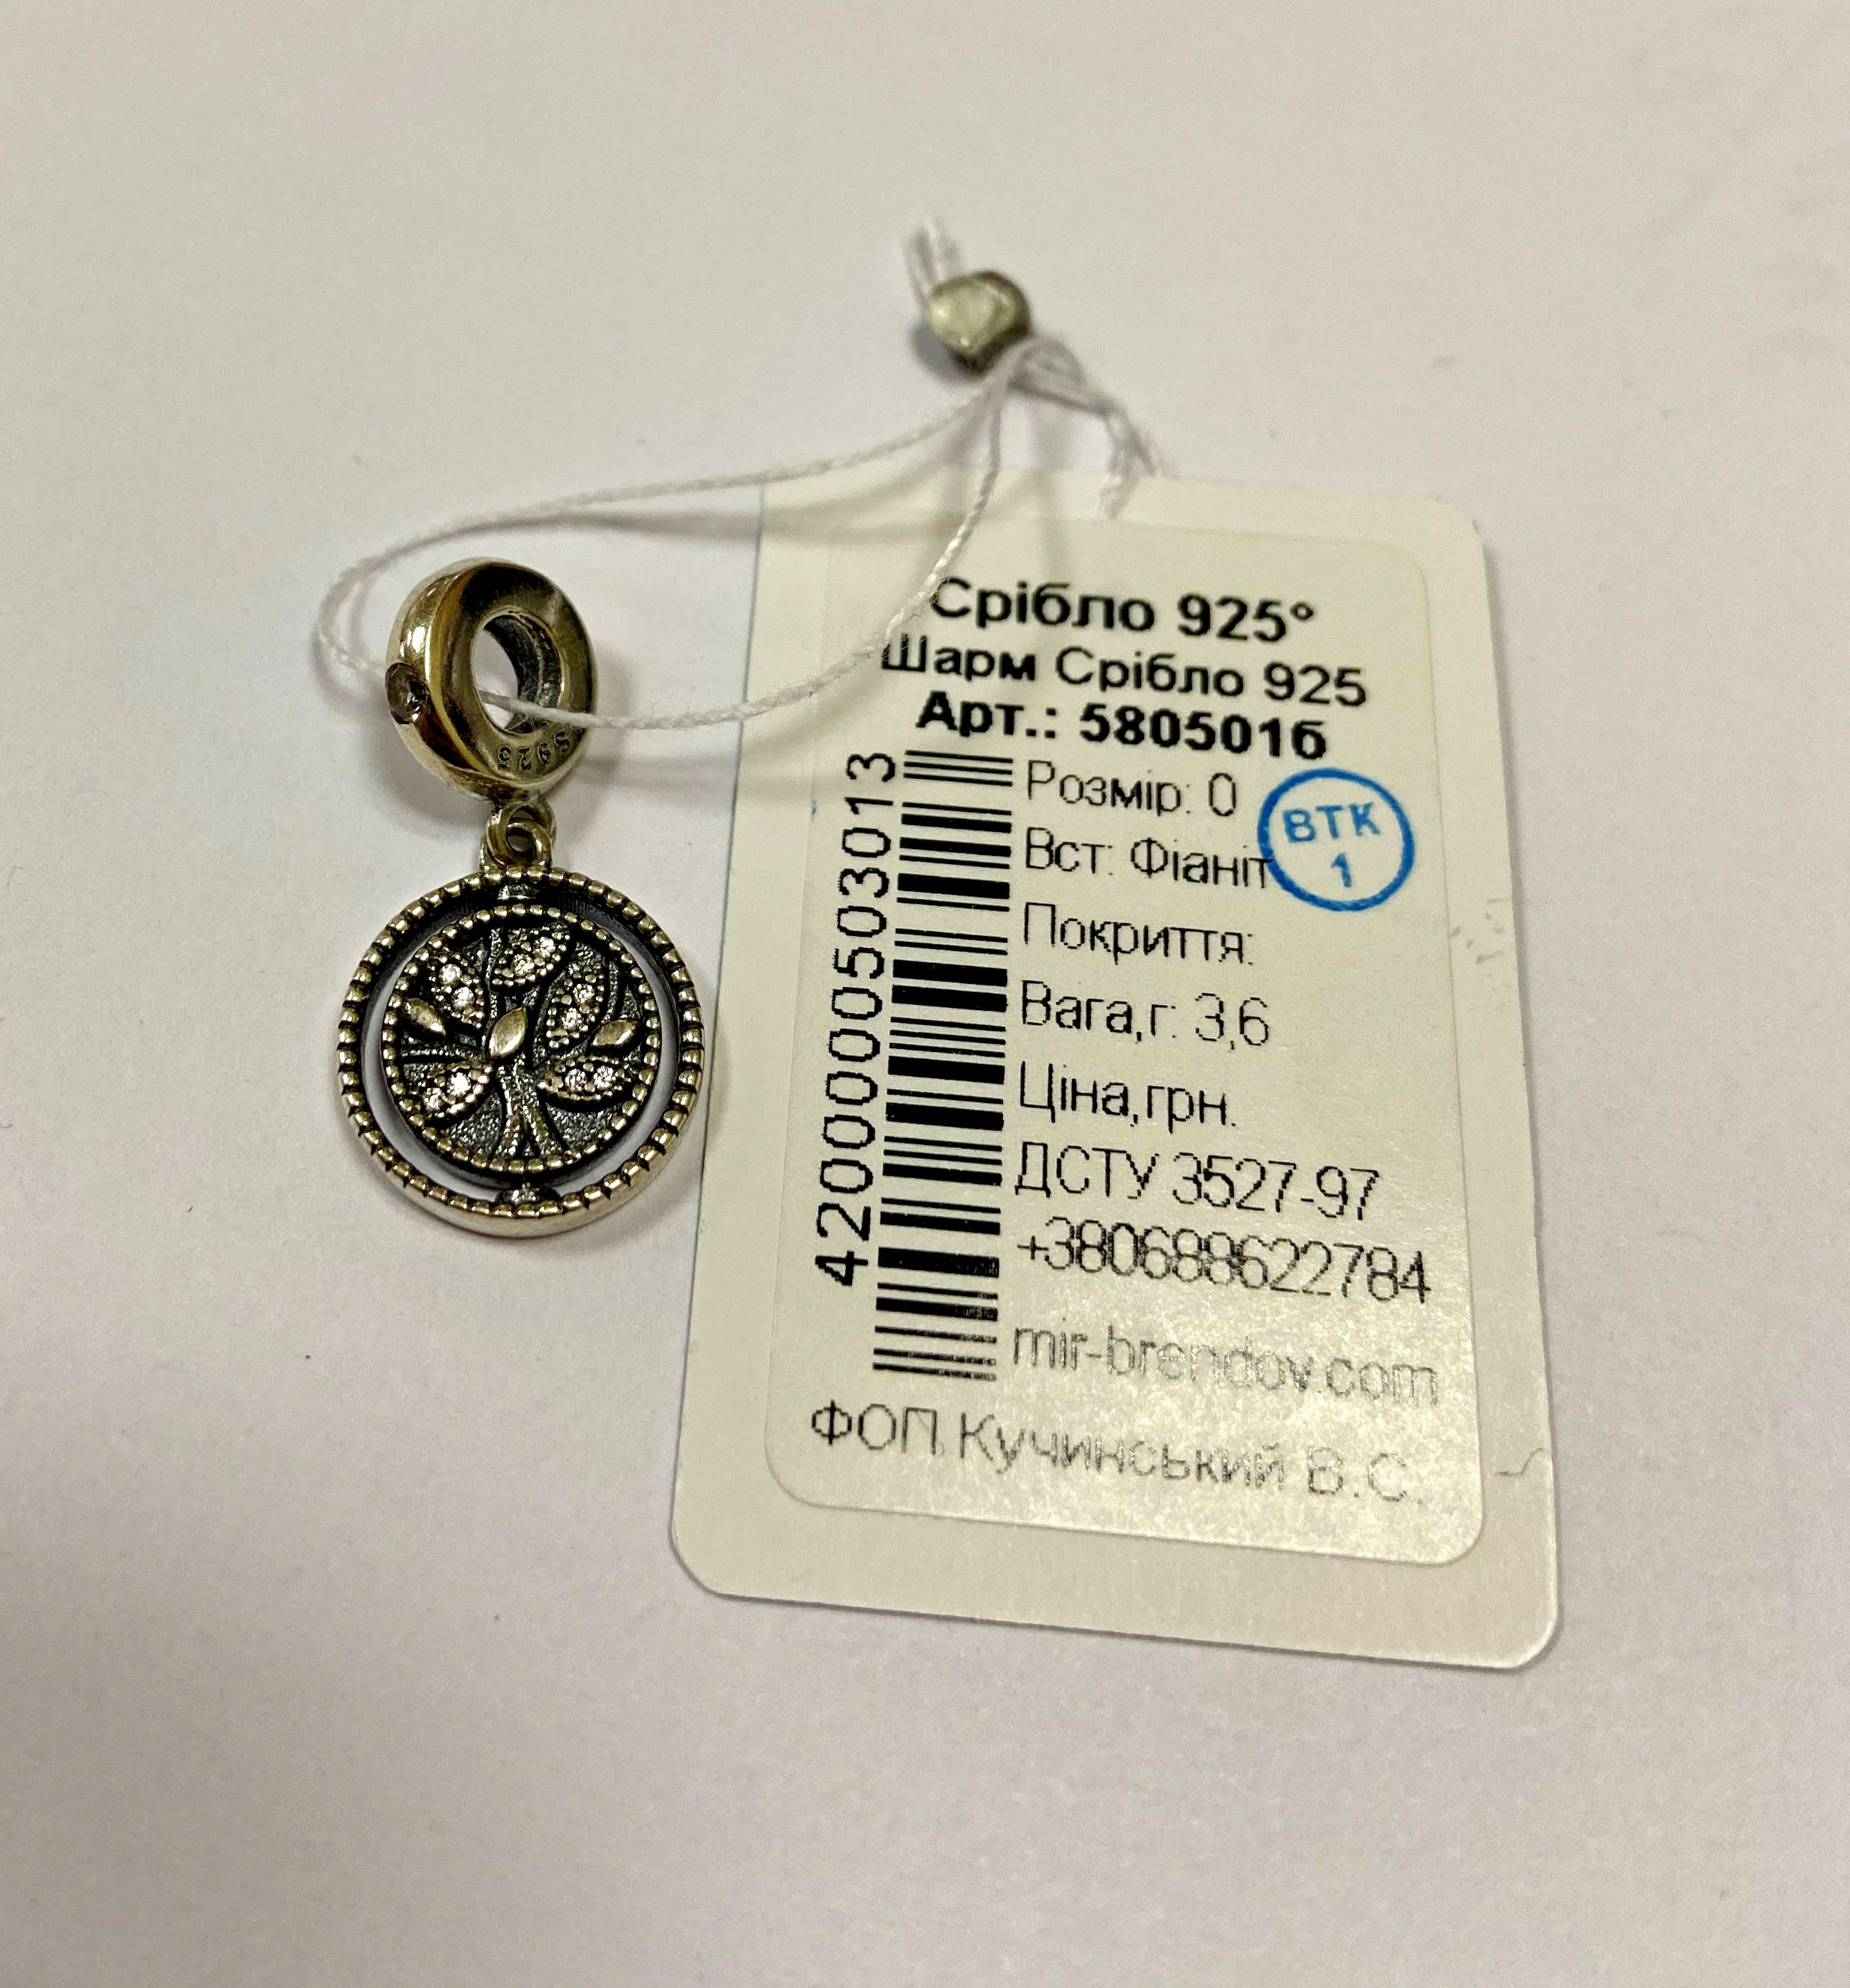 Срібло 925°
Шарм Срібло 925
Арт.: 5805016
4200000503013
Розмір: 0
Вст: Фіаніт
ВТК
1
Покриття:
Вага,г: 3,6
Ціна,грн.
ДСТУ 3527-97
+380688622784
mir-brendov.com
ФОП Кучинський В.С.
S925